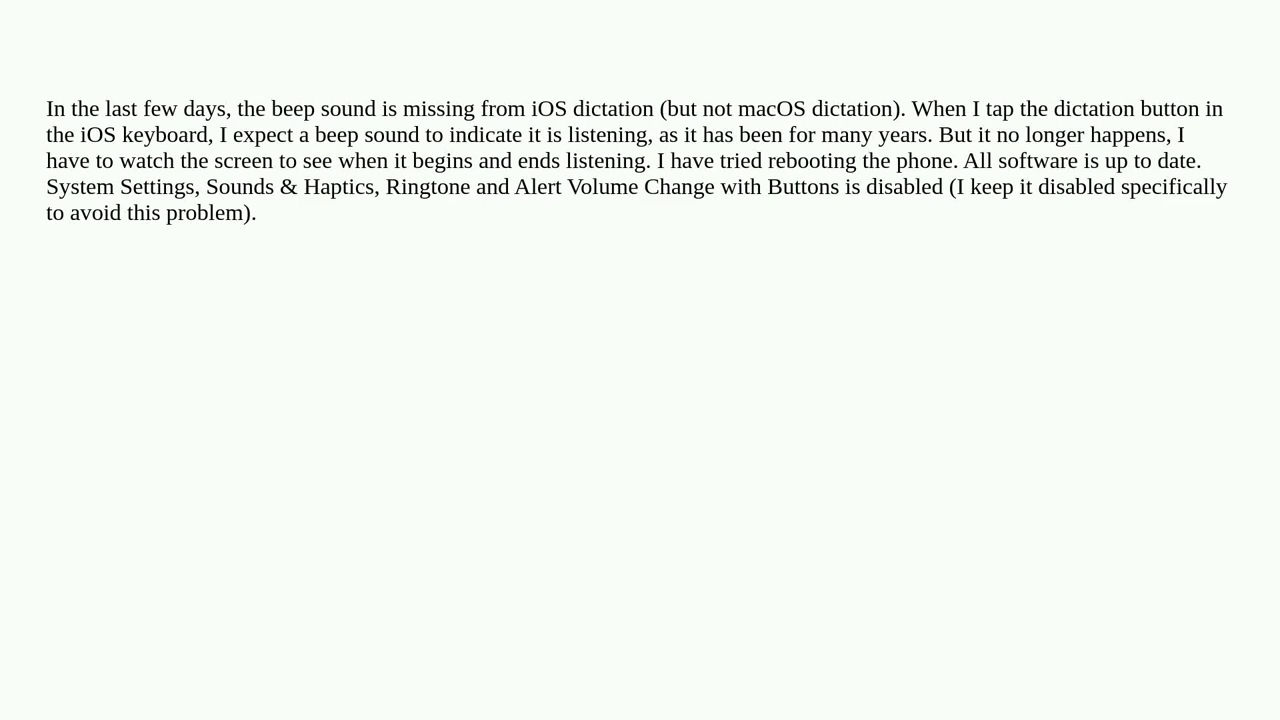 In the last few days, the beep sound is missing from iOS dictation (but not macOS dictation). When I tap the dictation button in
the iOS keyboard, I expect a beep sound to indicate it is listening, as it has been for many years. But it no longer happens, I
have to watch the screen to see when it begins and ends listening. I have tried rebooting the phone. All software is up to date.
System Settings, Sounds & Haptics, Ringtone and Alert Volume Change with Buttons is disabled (I keep it disabled specifically
to avoid this problem).